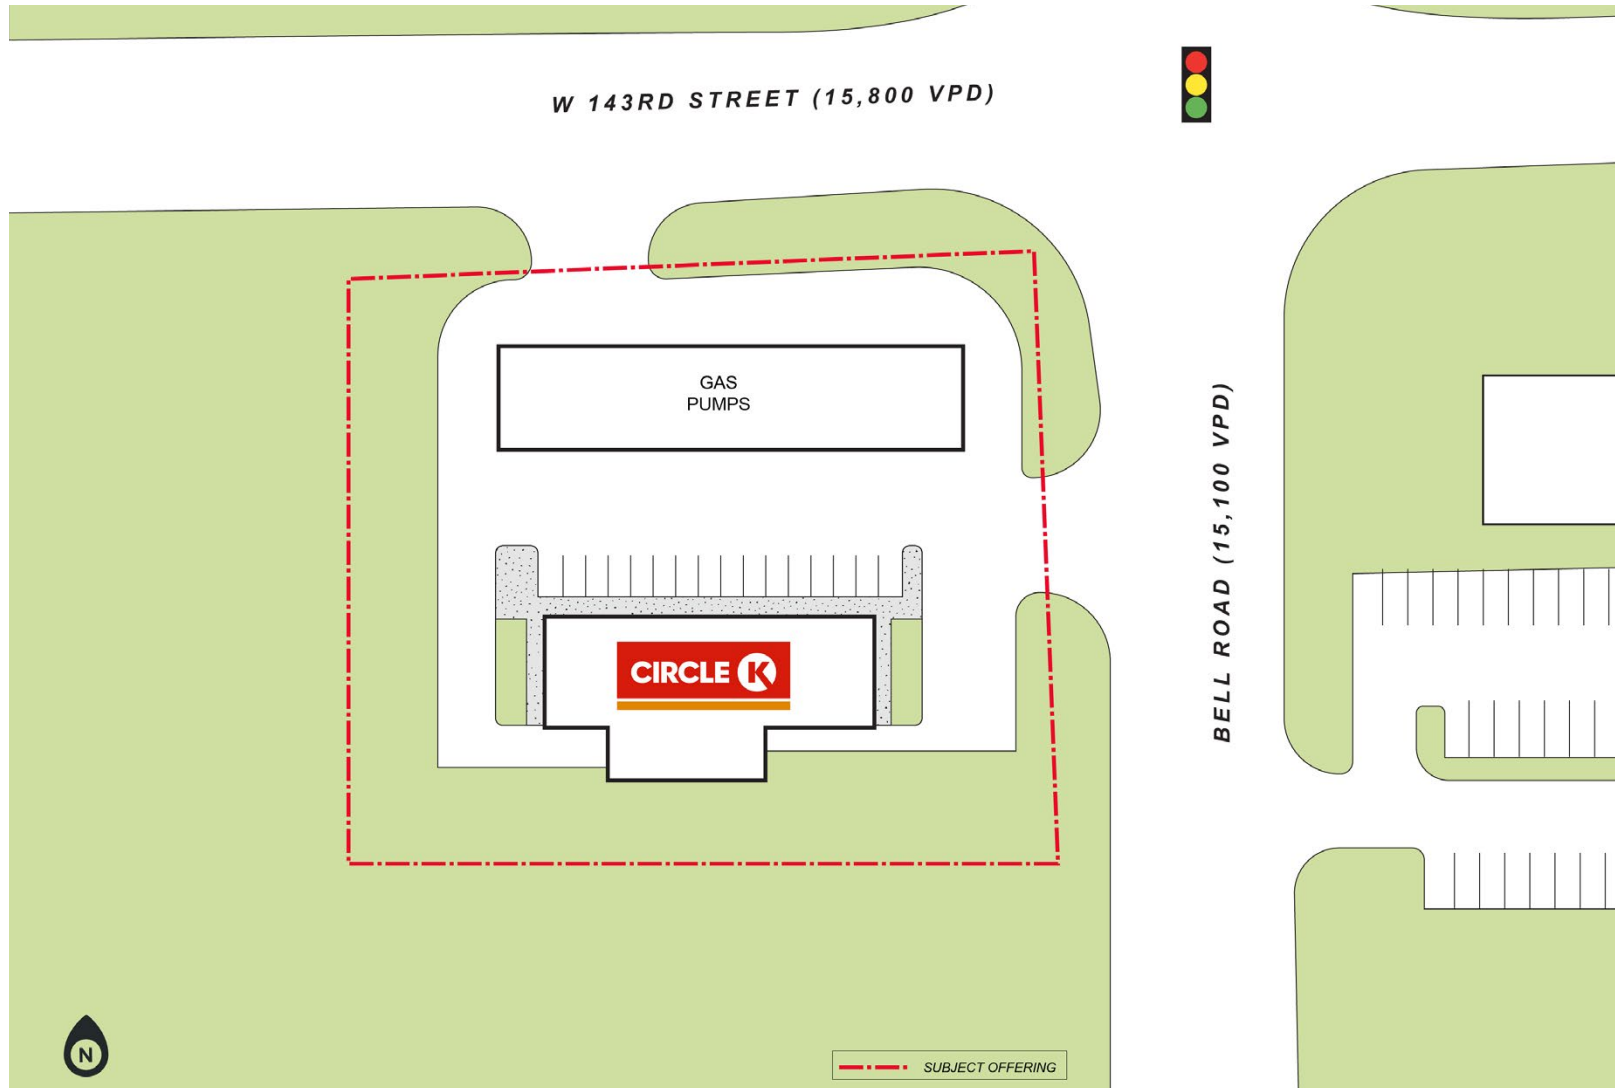 W 143RD STREET (15,800 VPD)
GAS
PUMPS
BELL ROAD (15,100 VPD)
CIRCLE K
N
SUBJECT OFFERING